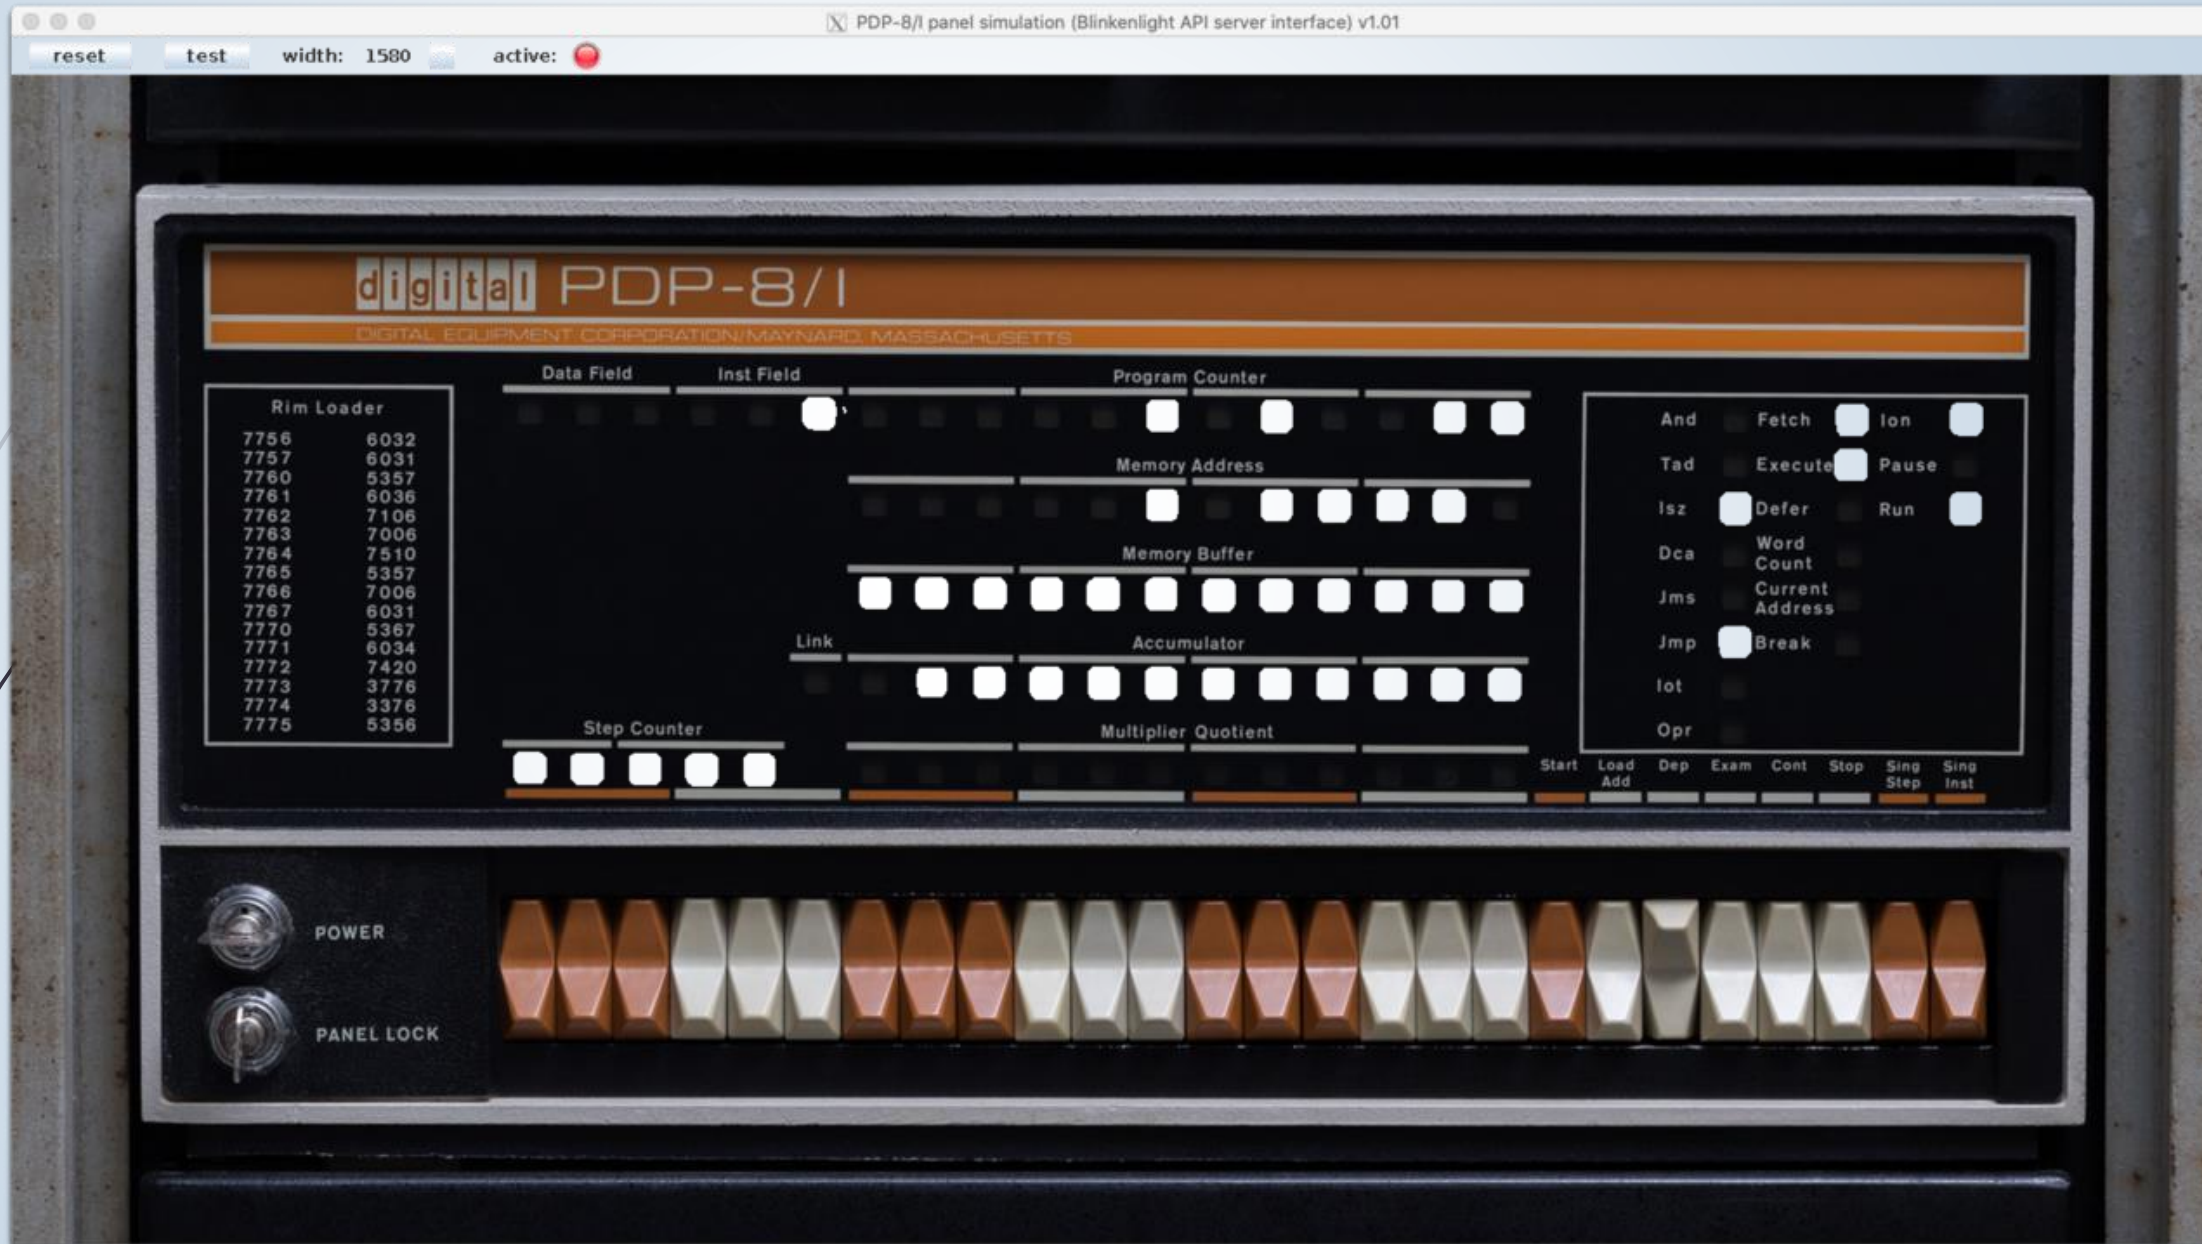 PDP-8/I panel simulation (Blinkenlight API server interface) v1.01
reset test width: 1580 active:
digital PDP-8/I
DIGITAL EQUIPMENT CORPORATION/MAYNARD, MASSACHUSETTS
Data Field Inst Field Program Counter
Rim Loader
7756 6032
7757 6031
7760 5357
7761 6036
7762 7106
7763 7006
7764 7510
7765 5357
7766 7006
7767 6031
7770 5367
7771 6034
7772 7420
7773 3776
7774 3376
7775 5356
Memory Address
Memory Buffer
Link Accumulator
Step Counter Multiplier Quotient
And Fetch Ion
Tad Execute Pause
Isz Defer Run
Dca Word
Count
Jms Current
Address
Jmp Break
Iot
Opr
Start Load Dep Exam Cont Stop Sing Sing
Add Step Inst
POWER
PANEL LOCK